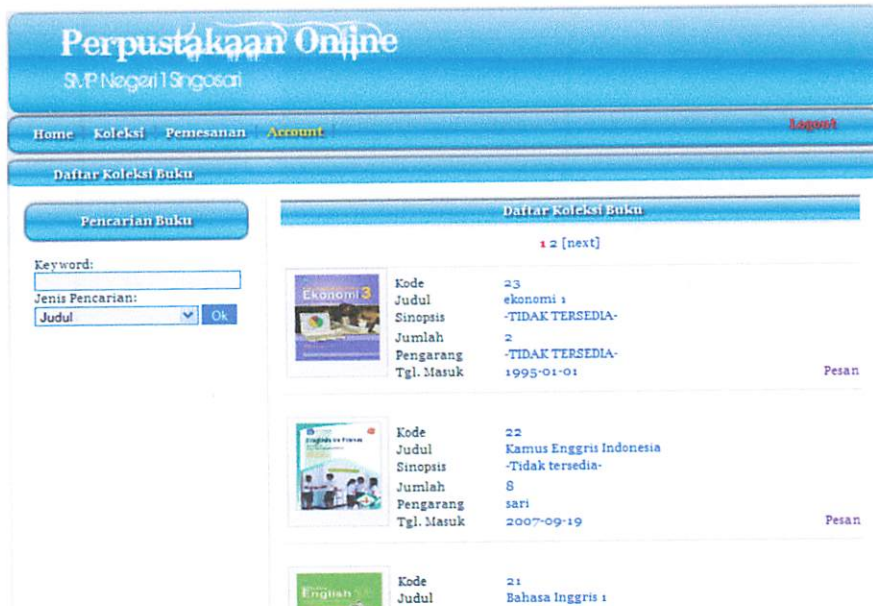 Perpustakaan Online
SMP Negeri 1 Singosari
Home Koleksi Pemesanan Account Logout
Daftar Koleksi Buku
Pencarian Buku
Keyword:
Jenis Pencarian:
Judul Ok
Daftar Koleksi Buku
1 2 [next]
Ekonomi 3
Kode 23
Judul ekonomi 1
Sinopsis -TIDAK TERSEDIA-
Jumlah 2
Pengarang -TIDAK TERSEDIA-
Tgl. Masuk 1995-01-01 Pesan
English in Focus
Kode 22
Judul Kamus Enggris Indonesia
Sinopsis -Tidak tersedia-
Jumlah 8
Pengarang sari
Tgl. Masuk 2007-09-19 Pesan
English
Kode 21
Judul Bahasa Inggris 1